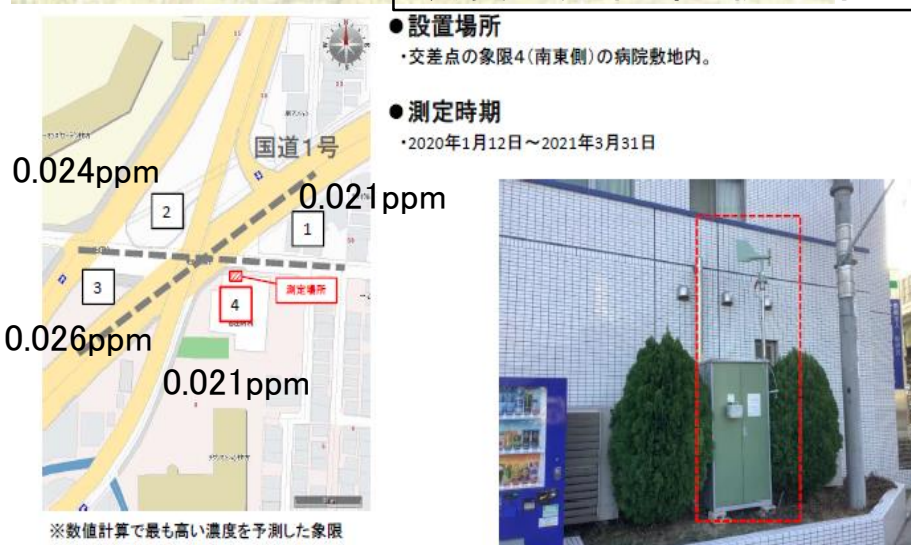 ●設置場所
・交差点の象限4(南東側)の病院敷地内。
●測定時期
・2020年1月12日～2021年3月31日
国道1号
0.024ppm
0.021ppm
2
1
3
測定場所
4
0.026ppm
0.021ppm
※数値計算で最も高い濃度を予測した象限